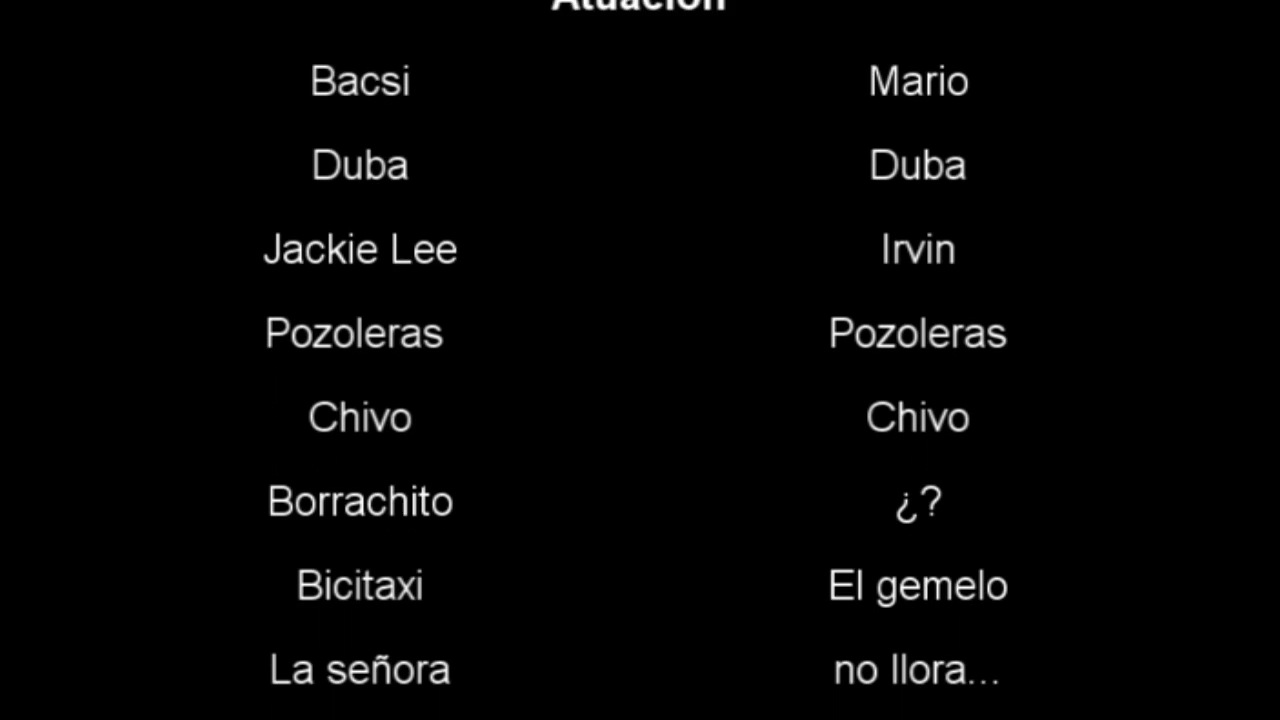 Atuación
Bacsi Mario
Duba Duba
Jackie Lee Irvin
Pozoleras Pozoleras
Chivo Chivo
Borrachito ¿?
Bicitaxi El gemelo
La señora no llora...